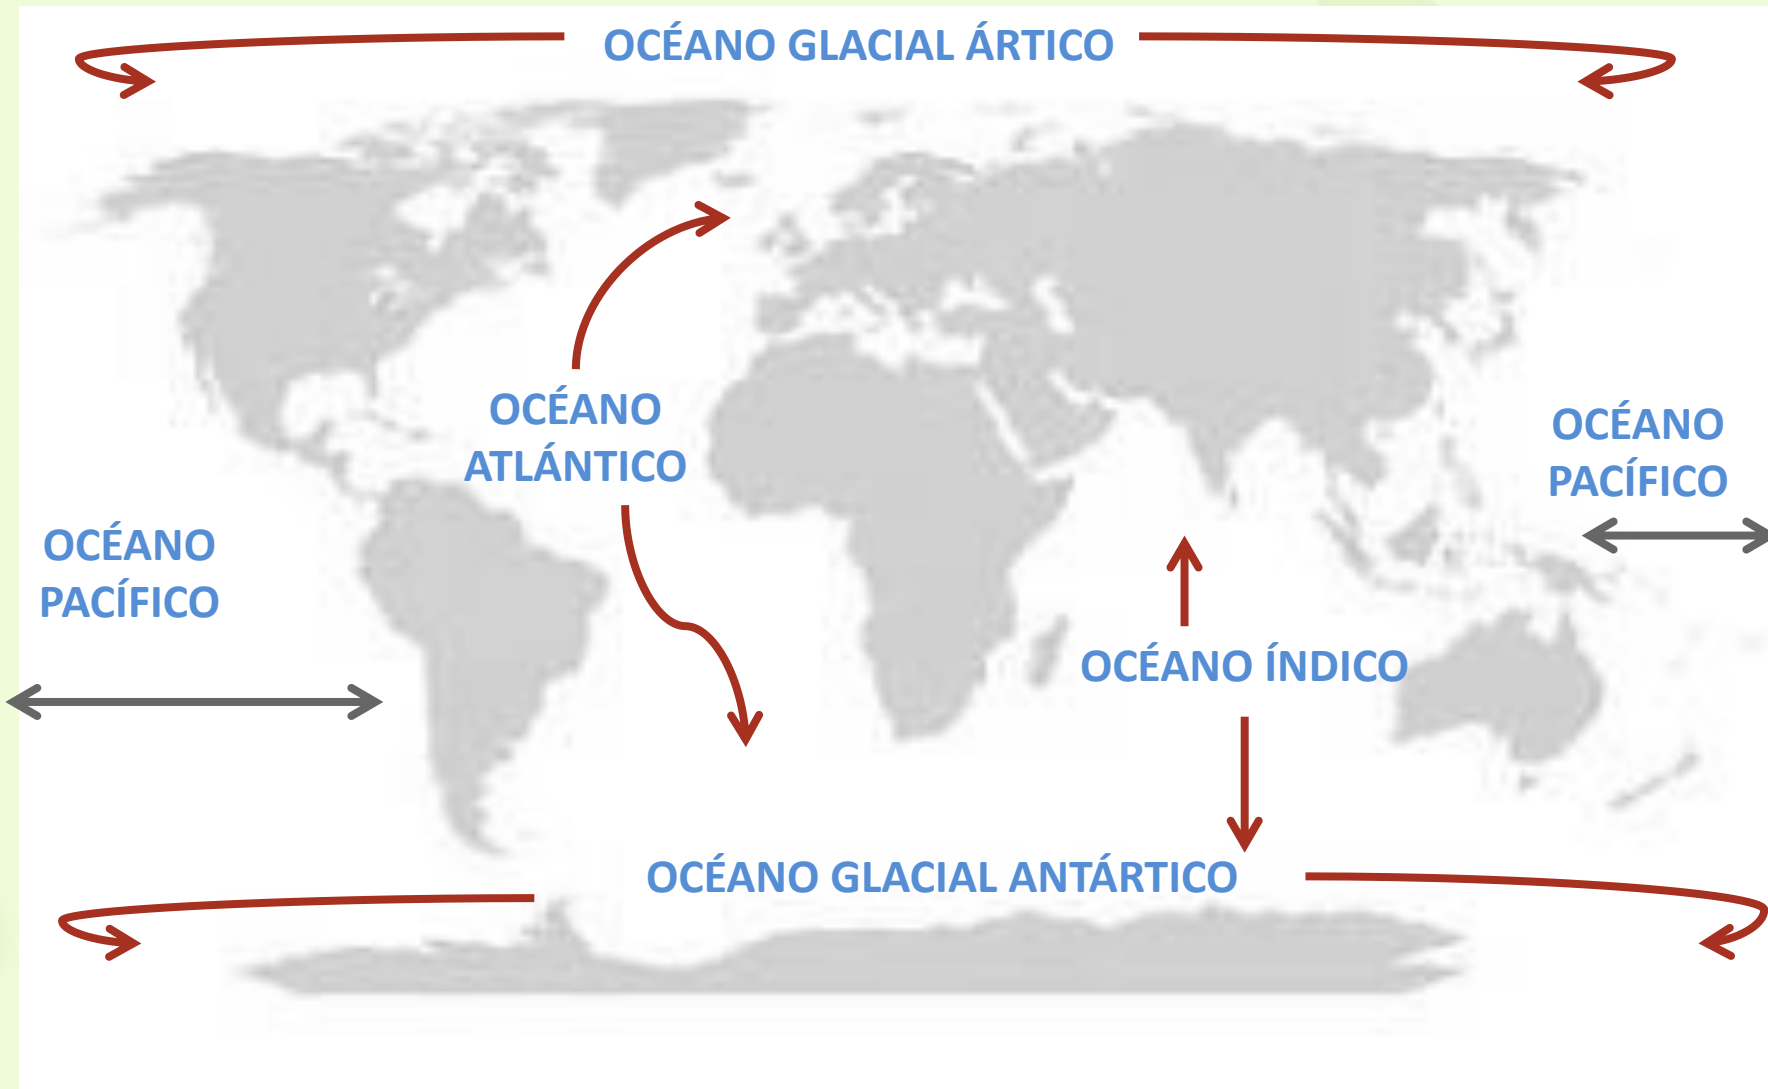 OCÉANO GLACIAL ÁRTICO
OCÉANO
ATLÁNTICO
OCÉANO
PACÍFICO
OCÉANO
PACÍFICO
OCÉANO ÍNDICO
OCÉANO GLACIAL ANTÁRTICO